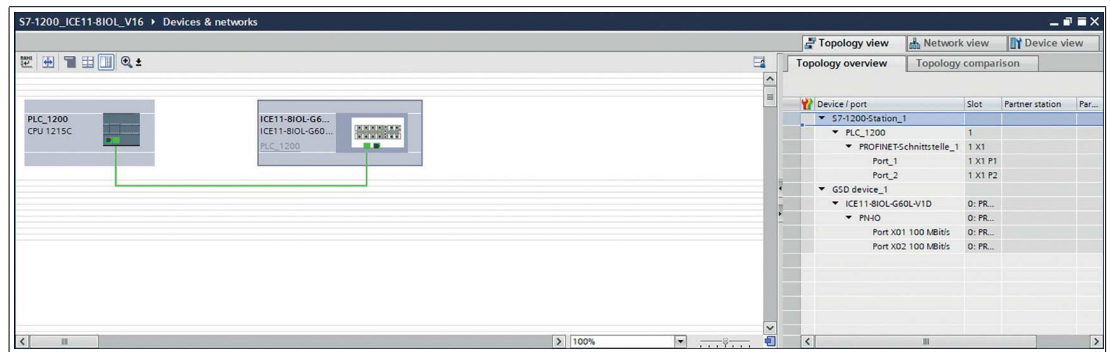 S7-1200_ICE11-8IOL_V16 ▸ Devices & networks
Topology view Network view Device view
Topology overview Topology comparison
Device / port Slot Partner station Par...
S7-1200-Station_1
PLC_1200 1
PROFINET-Schnittstelle_1 1 X1
Port_1 1 X1 P1
Port_2 1 X1 P2
GSD device_1
ICE11-8IOL-G60L-V1D 0: PR...
PN-IO 0: PR...
Port X01 100 MBit/s 0: PR...
Port X02 100 MBit/s 0: PR...
PLC_1200
CPU 1215C
ICE11-8IOL-G6...
ICE11-8IOL-G60...
PLC_1200
100%